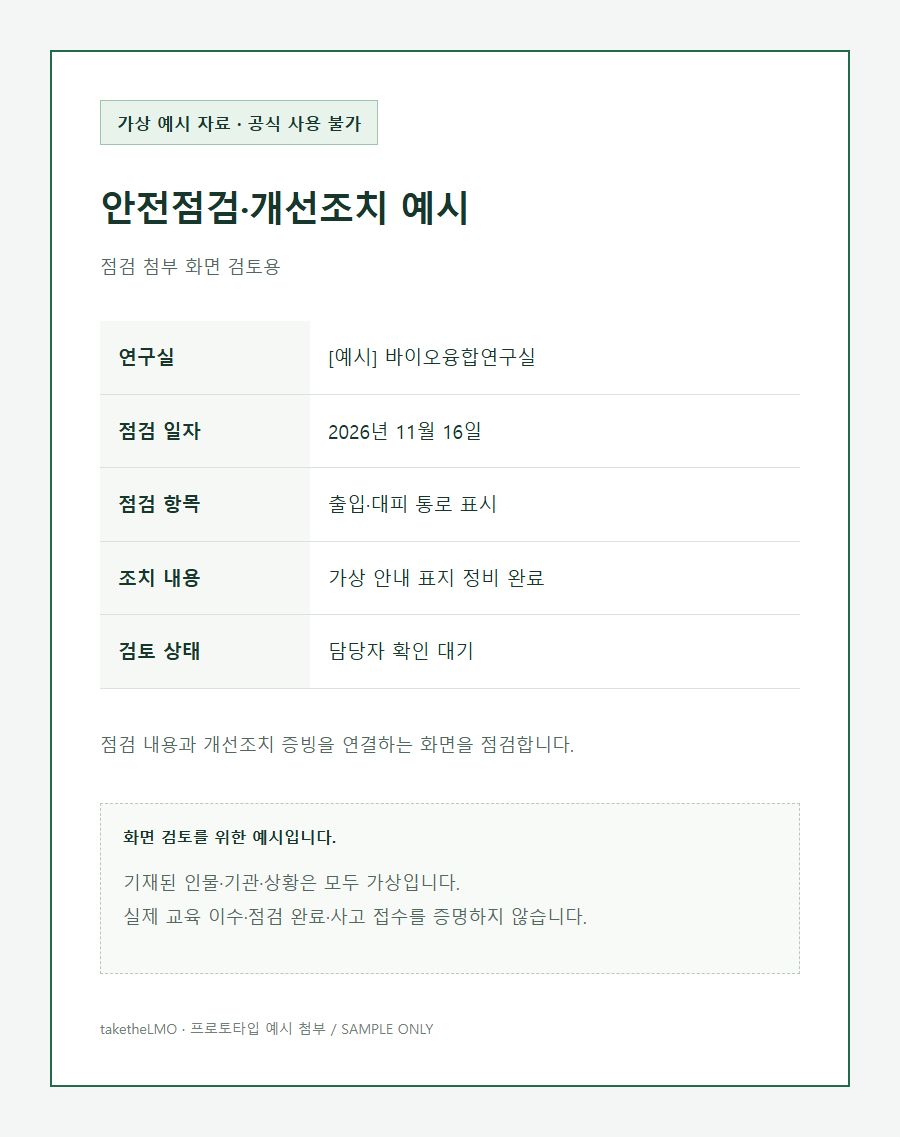 가상 예시 자료 · 공식 사용 불가
안전점검·개선조치 예시
점검 첨부 화면 검토용
연구실 [예시] 바이오융합연구실
점검 일자 2026년 11월 16일
점검 항목 출입·대피 통로 표시
조치 내용 가상 안내 표지 정비 완료
검토 상태 담당자 확인 대기
점검 내용과 개선조치 증빙을 연결하는 화면을 점검합니다.
화면 검토를 위한 예시입니다.
기재된 인물·기관·상황은 모두 가상입니다.
실제 교육 이수·점검 완료·사고 접수를 증명하지 않습니다.
taketheLMO · 프로토타입 예시 첨부 / SAMPLE ONLY